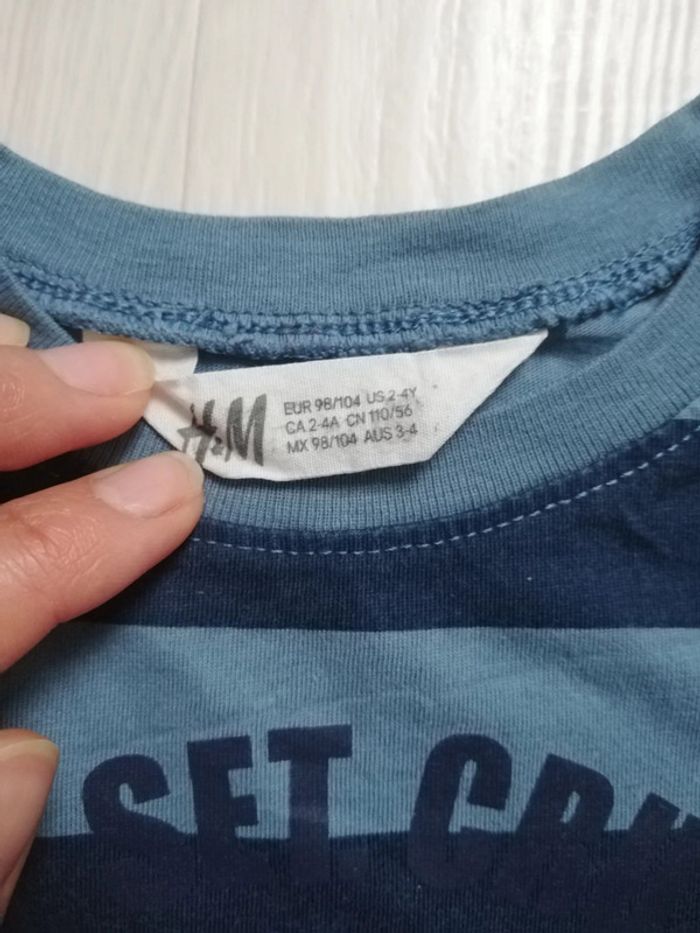 H&M
EUR 98/104 US 2-4Y
CA 2-4A CN 110/56
MX 98/104 AUS 3-4
SET